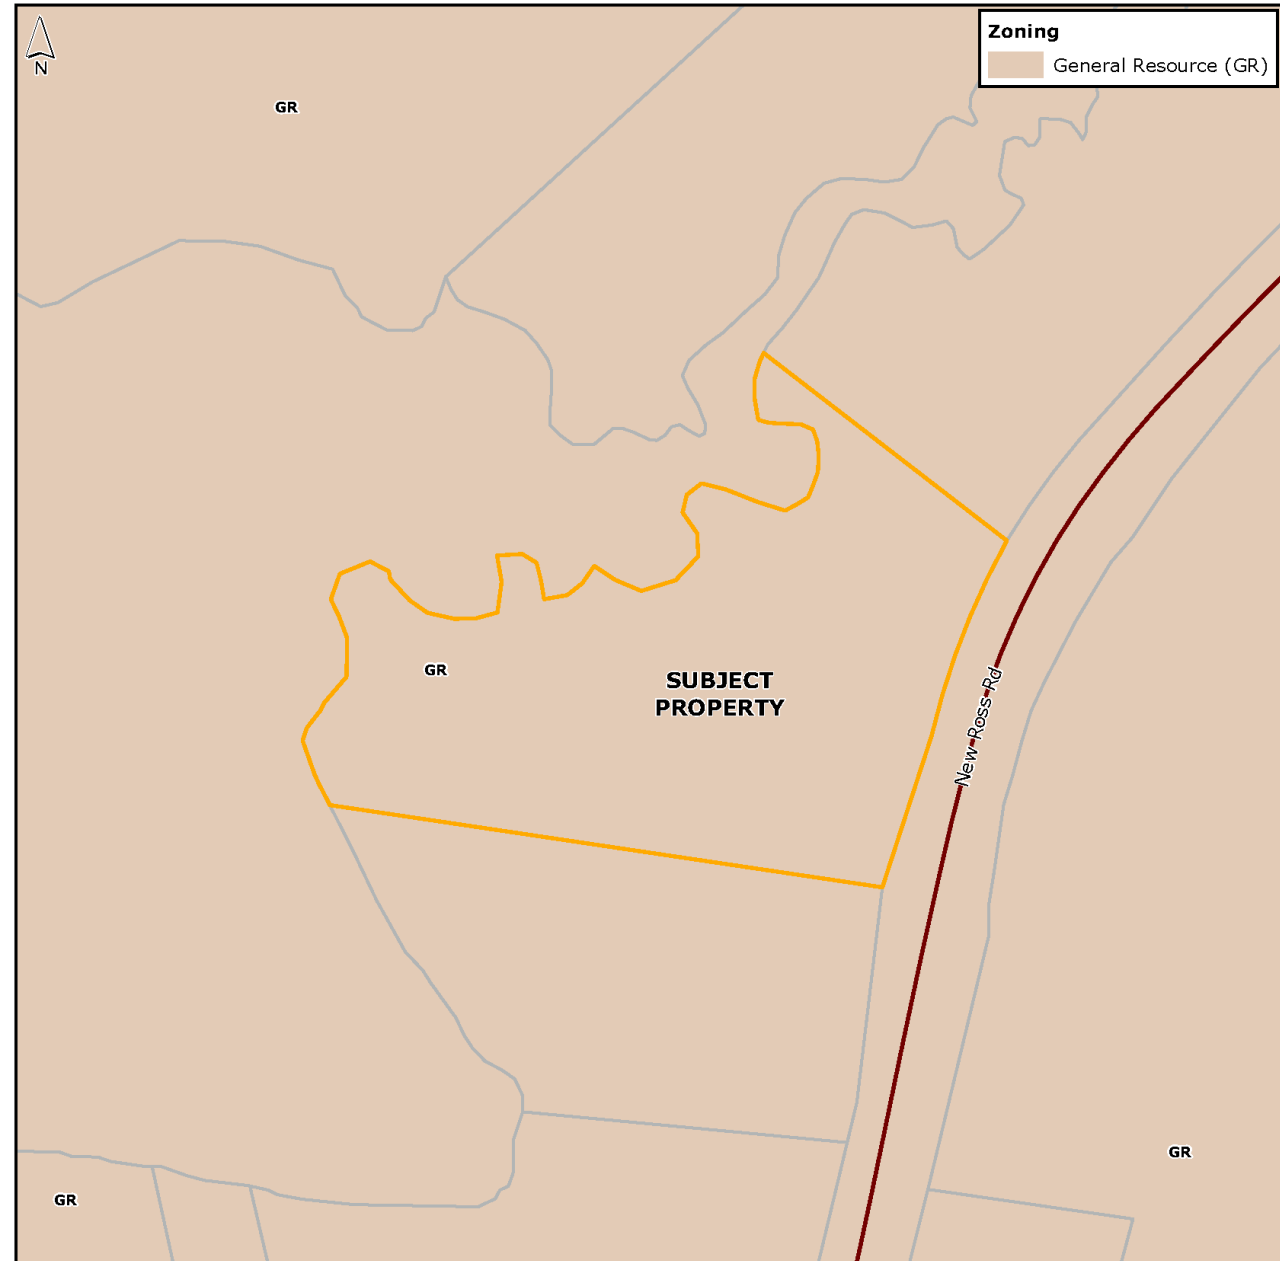 N
Zoning
General Resource (GR)
GR
GR
SUBJECT
PROPERTY
New Ross Rd
GR
GR